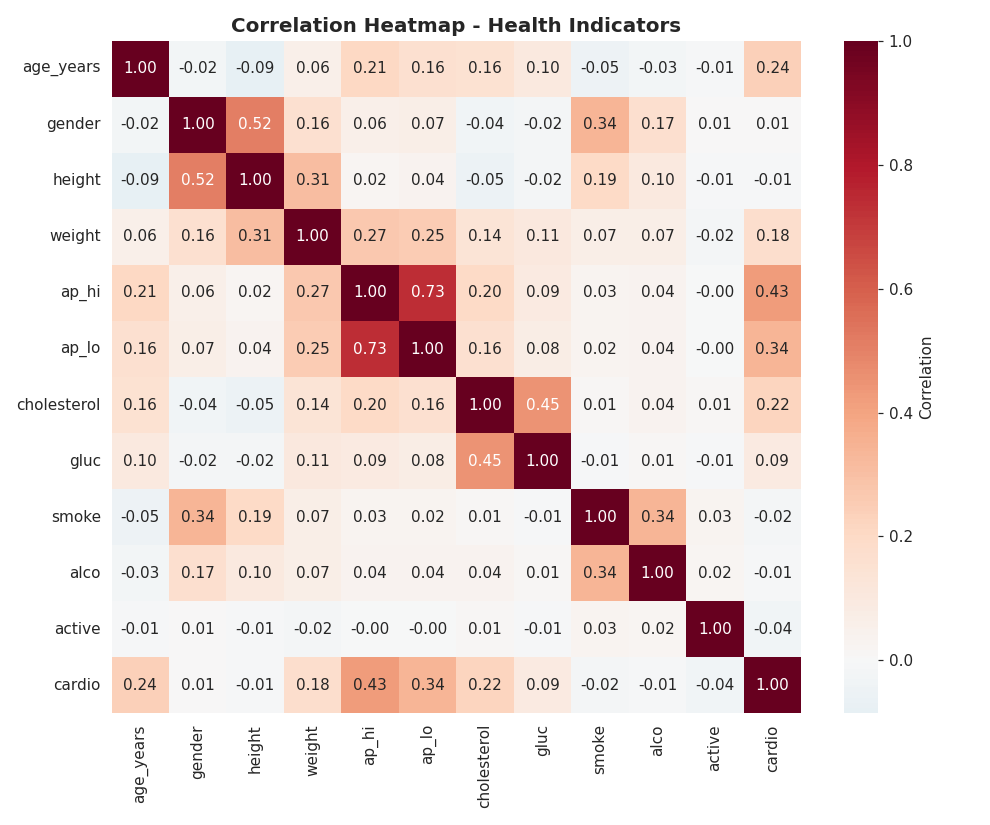 Correlation Heatmap - Health Indicators
age_years 1.00 -0.02 -0.09 0.06 0.21 0.16 0.16 0.10 -0.05 -0.03 -0.01 0.24
gender -0.02 1.00 0.52 0.16 0.06 0.07 -0.04 -0.02 0.34 0.17 0.01 0.01
height -0.09 0.52 1.00 0.31 0.02 0.04 -0.05 -0.02 0.19 0.10 -0.01 -0.01
weight 0.06 0.16 0.31 1.00 0.27 0.25 0.14 0.11 0.07 0.07 -0.02 0.18
ap_hi 0.21 0.06 0.02 0.27 1.00 0.73 0.20 0.09 0.03 0.04 -0.00 0.43
ap_lo 0.16 0.07 0.04 0.25 0.73 1.00 0.16 0.08 0.02 0.04 -0.00 0.34
cholesterol 0.16 -0.04 -0.05 0.14 0.20 0.16 1.00 0.45 0.01 0.04 0.01 0.22
gluc 0.10 -0.02 -0.02 0.11 0.09 0.08 0.45 1.00 -0.01 0.01 -0.01 0.09
smoke -0.05 0.34 0.19 0.07 0.03 0.02 0.01 -0.01 1.00 0.34 0.03 -0.02
alco -0.03 0.17 0.10 0.07 0.04 0.04 0.04 0.01 0.34 1.00 0.02 -0.01
active -0.01 0.01 -0.01 -0.02 -0.00 -0.00 0.01 -0.01 0.03 0.02 1.00 -0.04
cardio 0.24 0.01 -0.01 0.18 0.43 0.34 0.22 0.09 -0.02 -0.01 -0.04 1.00
age_years gender height weight ap_hi ap_lo cholesterol gluc smoke alco active cardio
1.0
0.8
0.6
0.4
0.2
0.0
Correlation